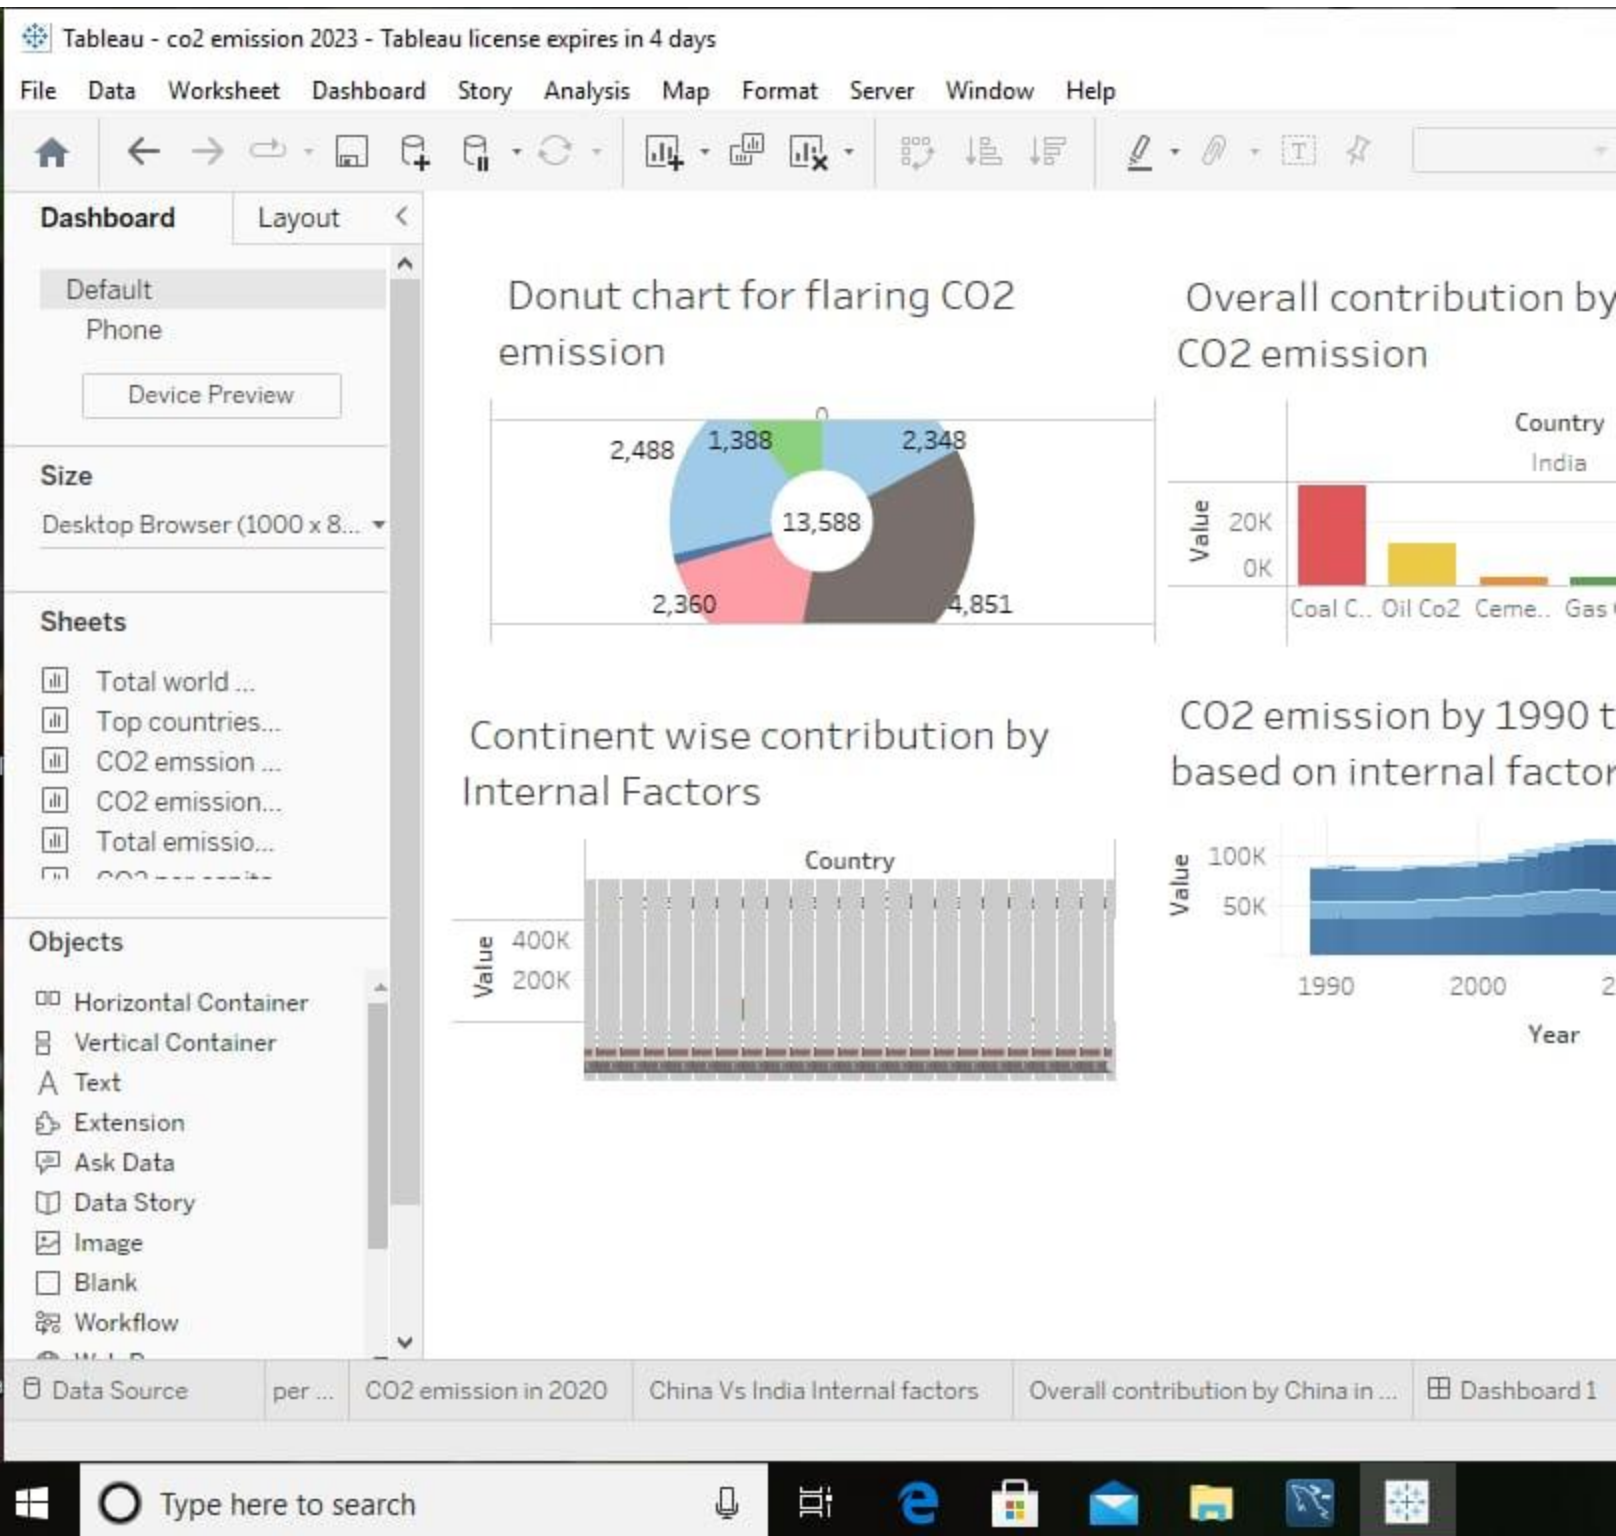 Tableau - co2 emission 2023 - Tableau license expires in 4 days
File Data Worksheet Dashboard Story Analysis Map Format Server Window Help
Dashboard Layout
Default
Phone
Device Preview
Size
Desktop Browser (1000 x 8...
Sheets
Total world ...
Top countries...
CO2 emssion ...
CO2 emission...
Total emissio...
Objects
Horizontal Container
Vertical Container
Text
Extension
Ask Data
Data Story
Image
Blank
Workflow
Donut chart for flaring CO2
emission
0
2,488 1,388 2,348
13,588
2,360 4,851
Overall contribution by
CO2 emission
Country
India
Value
20K
0K
Coal C.. Oil Co2 Ceme.. Gas
Continent wise contribution by
Internal Factors
Country
Value
400K
200K
CO2 emission by 1990 t
based on internal factor
Value
100K
50K
1990 2000 2
Year
Data Source per ... CO2 emission in 2020 China Vs India Internal factors Overall contribution by China in ... Dashboard 1
Type here to search